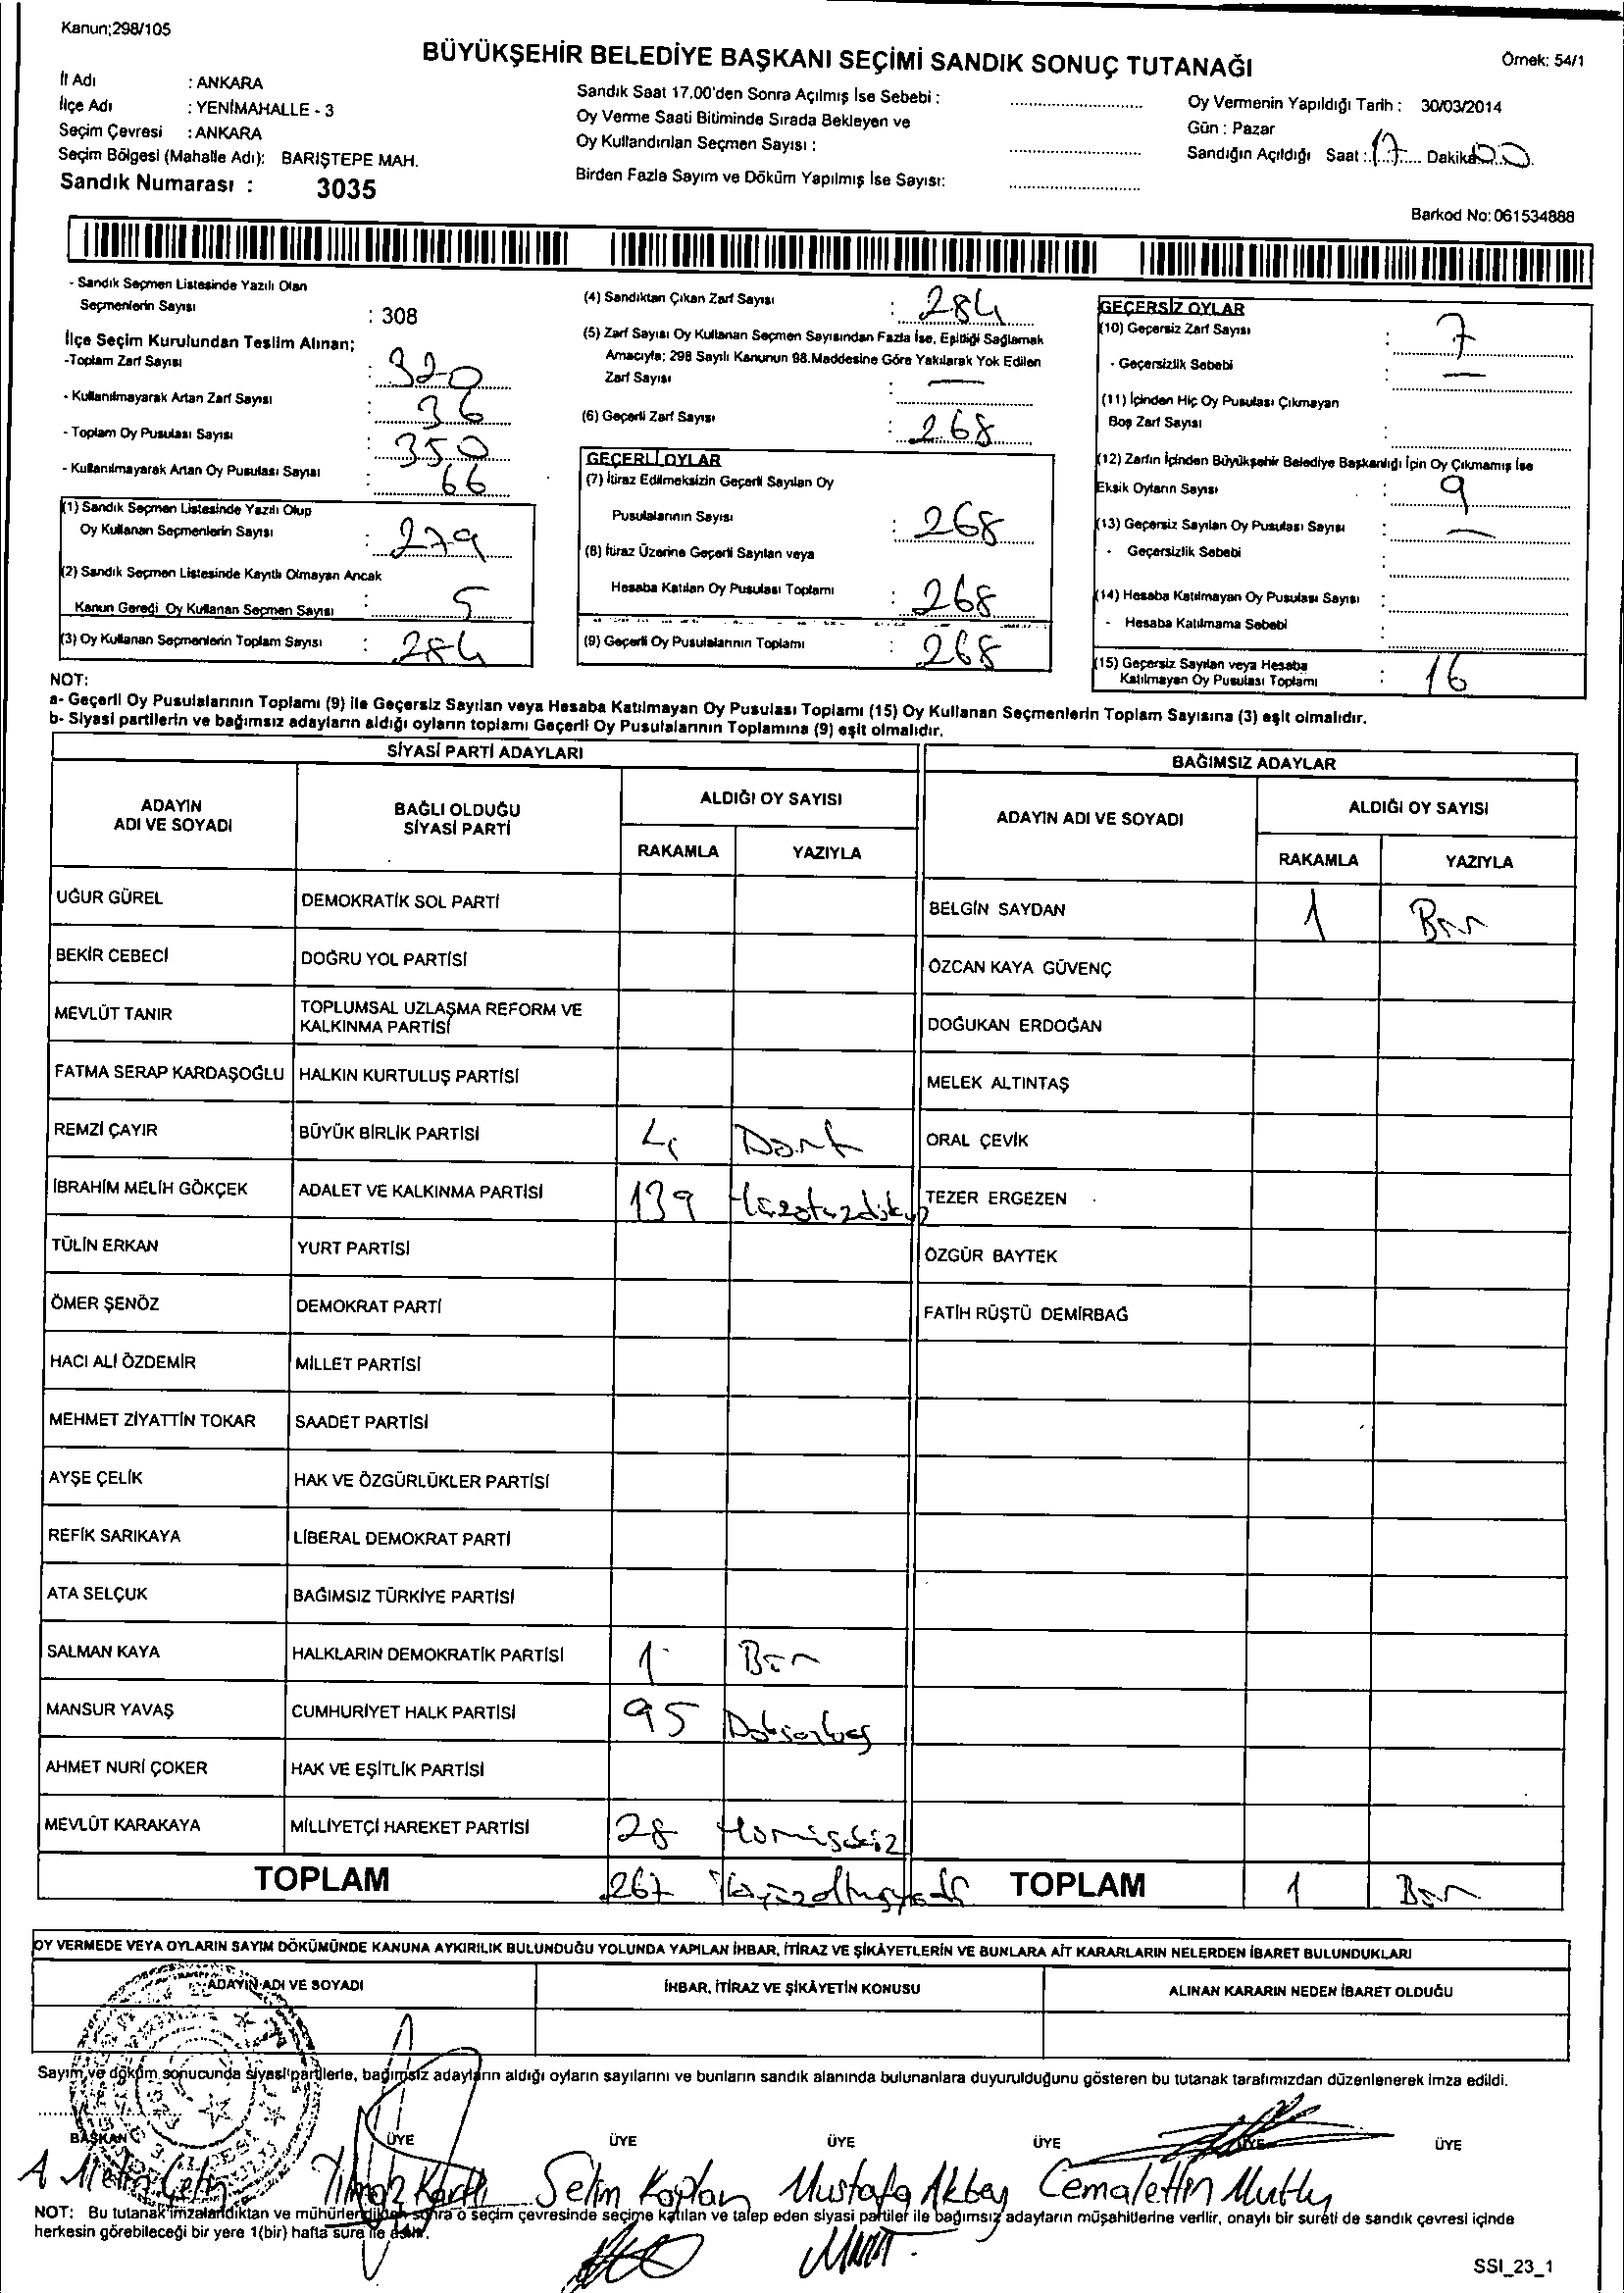 Kanun;298/105
BÜYÜKŞEHİR BELEDİYE BAŞKANI SEÇİMİ SANDIK SONUÇ TUTANAĞI
Örnek: 54/1
İl Adı : ANKARA
İlçe Adı : YENİMAHALLE - 3
Seçim Çevresi : ANKARA
Seçim Bölgesi (Mahalle Adı): BARIŞTEPE MAH.
Sandık Numarası : 3035
Sandık Saat 17.00'den Sonra Açılmış İse Sebebi :
Oy Verme Saati Bitiminde Sırada Bekleyen ve
Oy Kullandırılan Seçmen Sayısı :
Birden Fazla Sayım ve Döküm Yapılmış İse Sayısı:
Oy Vermenin Yapıldığı Tarih : 30/03/2014
Gün : Pazar
Sandığın Açıldığı Saat : 17 Dakika 00
Barkod No: 061534888
- Sandık Seçmen Listesinde Yazılı Olan
Seçmenlerin Sayısı : 308
İlçe Seçim Kurulundan Teslim Alınan;
-Toplam Zarf Sayısı : 320
- Kullanılmayarak Artan Zarf Sayısı : 36
- Toplam Oy Pusulası Sayısı : 350
- Kullanılmayarak Artan Oy Pusulası Sayısı : 66
(1) Sandık Seçmen Listesinde Yazılı Olup
Oy Kullanan Seçmenlerin Sayısı : 279
(2) Sandık Seçmen Listesinde Kayıtlı Olmayan Ancak
Kanun Gereği Oy Kullanan Seçmen Sayısı : 5
(3) Oy Kullanan Seçmenlerin Toplam Sayısı : 284
(4) Sandıktan Çıkan Zarf Sayısı : 284
(5) Zarf Sayısı Oy Kullanan Seçmen Sayısından Fazla İse, Eşitliği Sağlamak
Amacıyla; 298 Sayılı Kanunun 98.Maddesine Göre Yakılarak Yok Edilen
Zarf Sayısı : —
(6) Geçerli Zarf Sayısı : 268
GEÇERLİ OYLAR
(7) İtiraz Edilmeksizin Geçerli Sayılan Oy
Pusulalarının Sayısı : 268
(8) İtiraz Üzerine Geçerli Sayılan veya
Hesaba Katılan Oy Pusulası Toplamı : 268
(9) Geçerli Oy Pusulalarının Toplamı : 268
GEÇERSİZ OYLAR
(10) Geçersiz Zarf Sayısı : 7
- Geçersizlik Sebebi : —
(11) İçinden Hiç Oy Pusulası Çıkmayan
Boş Zarf Sayısı :
(12) Zarfın İçinden Büyükşehir Belediye Başkanlığı İçin Oy Çıkmamış İse
Eksik Oyların Sayısı : 9
(13) Geçersiz Sayılan Oy Pusulası Sayısı : —
- Geçersizlik Sebebi :
(14) Hesaba Katılmayan Oy Pusulası Sayısı :
- Hesaba Katılmama Sebebi :
(15) Geçersiz Sayılan veya Hesaba
Katılmayan Oy Pusulası Toplamı : 16
NOT:
a- Geçerli Oy Pusulalarının Toplamı (9) ile Geçersiz Sayılan veya Hesaba Katılmayan Oy Pusulası Toplamı (15) Oy Kullanan Seçmenlerin Toplam Sayısına (3) eşit olmalıdır.
b- Siyasi partilerin ve bağımsız adayların aldığı oyların toplamı Geçerli Oy Pusulalarının Toplamına (9) eşit olmalıdır.
SİYASİ PARTİ ADAYLARI
BAĞIMSIZ ADAYLAR
ADAYIN ADI VE SOYADI
BAĞLI OLDUĞU SİYASİ PARTİ
ALDIĞI OY SAYISI
RAKAMLA YAZIYLA
ADAYIN ADI VE SOYADI
ALDIĞI OY SAYISI
RAKAMLA YAZIYLA
UĞUR GÜREL DEMOKRATİK SOL PARTİ
BELGİN SAYDAN 1 Bir
BEKİR CEBECİ DOĞRU YOL PARTİSİ
ÖZCAN KAYA GÜVENÇ
MEVLÜT TANIR TOPLUMSAL UZLAŞMA REFORM VE KALKINMA PARTİSİ
DOĞUKAN ERDOĞAN
FATMA SERAP KARDAŞOĞLU HALKIN KURTULUŞ PARTİSİ
MELEK ALTINTAŞ
REMZİ ÇAYIR BÜYÜK BİRLİK PARTİSİ 4 Dört
ORAL ÇEVİK
İBRAHİM MELİH GÖKÇEK ADALET VE KALKINMA PARTİSİ 139
TEZER ERGEZEN
TÜLİN ERKAN YURT PARTİSİ
ÖZGÜR BAYTEK
ÖMER ŞENÖZ DEMOKRAT PARTİ
FATİH RÜŞTÜ DEMİRBAĞ
HACI ALİ ÖZDEMİR MİLLET PARTİSİ
MEHMET ZİYATTİN TOKAR SAADET PARTİSİ
AYŞE ÇELİK HAK VE ÖZGÜRLÜKLER PARTİSİ
REFİK SARIKAYA LİBERAL DEMOKRAT PARTİ
ATA SELÇUK BAĞIMSIZ TÜRKİYE PARTİSİ
SALMAN KAYA HALKLARIN DEMOKRATİK PARTİSİ 1 Bir
MANSUR YAVAŞ CUMHURİYET HALK PARTİSİ 95 Doksanbeş
AHMET NURİ ÇOKER HAK VE EŞİTLİK PARTİSİ
MEVLÜT KARAKAYA MİLLİYETÇİ HAREKET PARTİSİ 28
TOPLAM 267 İkiyüzaltmışyedi
TOPLAM 1 Bir
OY VERMEDE VEYA OYLARIN SAYIM DÖKÜMÜNDE KANUNA AYKIRILIK BULUNDUĞU YOLUNDA YAPILAN İHBAR, İTİRAZ VE ŞİKÂYETLERİN VE BUNLARA AİT KARARLARIN NELERDEN İBARET BULUNDUKLARI
ADAYIN ADI VE SOYADI
İHBAR, İTİRAZ VE ŞİKÂYETİN KONUSU
ALINAN KARARIN NEDEN İBARET OLDUĞU
Sayım ve döküm sonucunda siyasi partilerle, bağımsız adayların aldığı oyların sayılarını ve bunların sandık alanında bulunanlara duyurulduğunu gösteren bu tutanak tarafımızdan düzenlenerek imza edildi.
BAŞKAN ÜYE ÜYE ÜYE ÜYE ÜYE ÜYE
A Metin Çetin Yılmaz Selim Kaplan Mustafa Akbaş Cemalettin Mutlu
NOT: Bu tutanak imzalandıktan ve mühürlendikten sonra o seçim çevresinde seçime katılan ve talep eden siyasi partiler ile bağımsız adayların müşahitlerine verilir, onaylı bir sureti de sandık çevresi içinde
herkesin görebileceği bir yere 1(bir) hafta süre ile asılır.
SSI_23_1